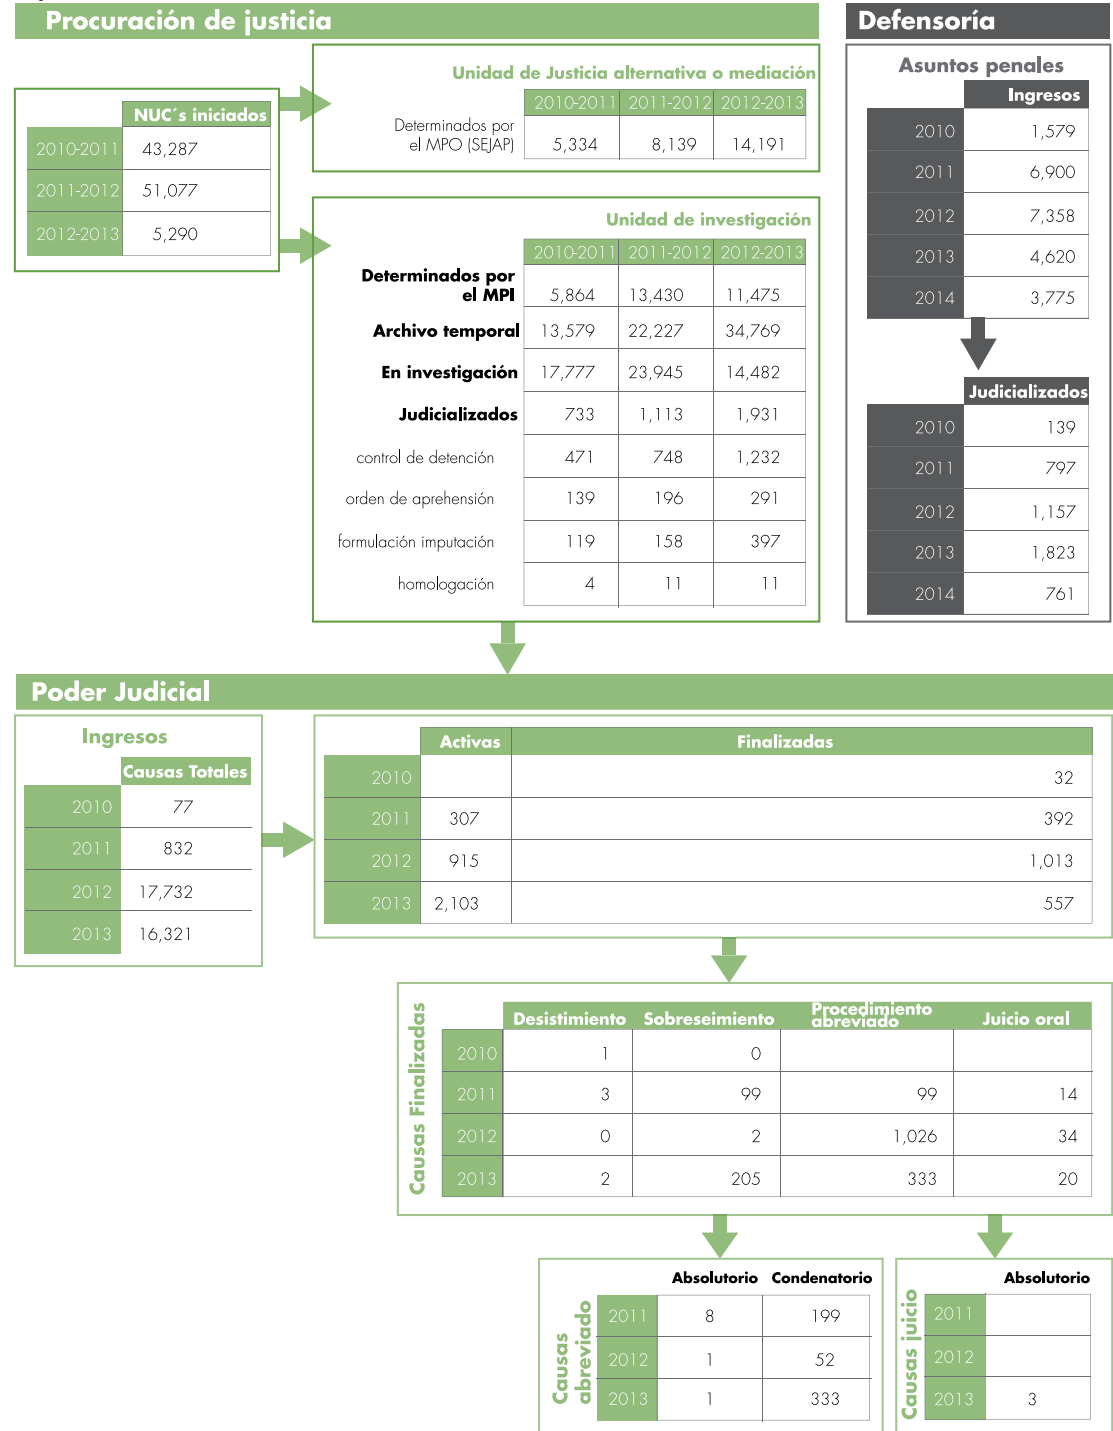 Procuración de justicia
NUC´s iniciados
2010-2011 43,287
2011-2012 51,077
2012-2013 5,290
Unidad de Justicia alternativa o mediación
2010-2011 2011-2012 2012-2013
Determinados por
el MPO (SEJAP) 5,334 8,139 14,191
Unidad de investigación
2010-2011 2011-2012 2012-2013
Determinados por
el MPI 5,864 13,430 11,475
Archivo temporal 13,579 22,227 34,769
En investigación 17,777 23,945 14,482
Judicializados 733 1,113 1,931
control de detención 471 748 1,232
orden de aprehensión 139 196 291
formulación imputación 119 158 397
homologación 4 11 11
Defensoría
Asuntos penales
Ingresos
2010 1,579
2011 6,900
2012 7,358
2013 4,620
2014 3,775
Judicializados
2010 139
2011 797
2012 1,157
2013 1,823
2014 761
Poder Judicial
Ingresos
Causas Totales
2010 77
2011 832
2012 17,732
2013 16,321
Activas Finalizadas
2010 32
2011 307 392
2012 915 1,013
2013 2,103 557
Causas Finalizadas
Desistimiento Sobreseimiento Procedimiento
abreviado Juicio oral
2010 1 0
2011 3 99 99 14
2012 0 2 1,026 34
2013 2 205 333 20
Causas
abreviado
Absolutorio Condenatorio
2011 8 199
2012 1 52
2013 1 333
Causas juicio
Absolutorio
2011
2012
2013 3